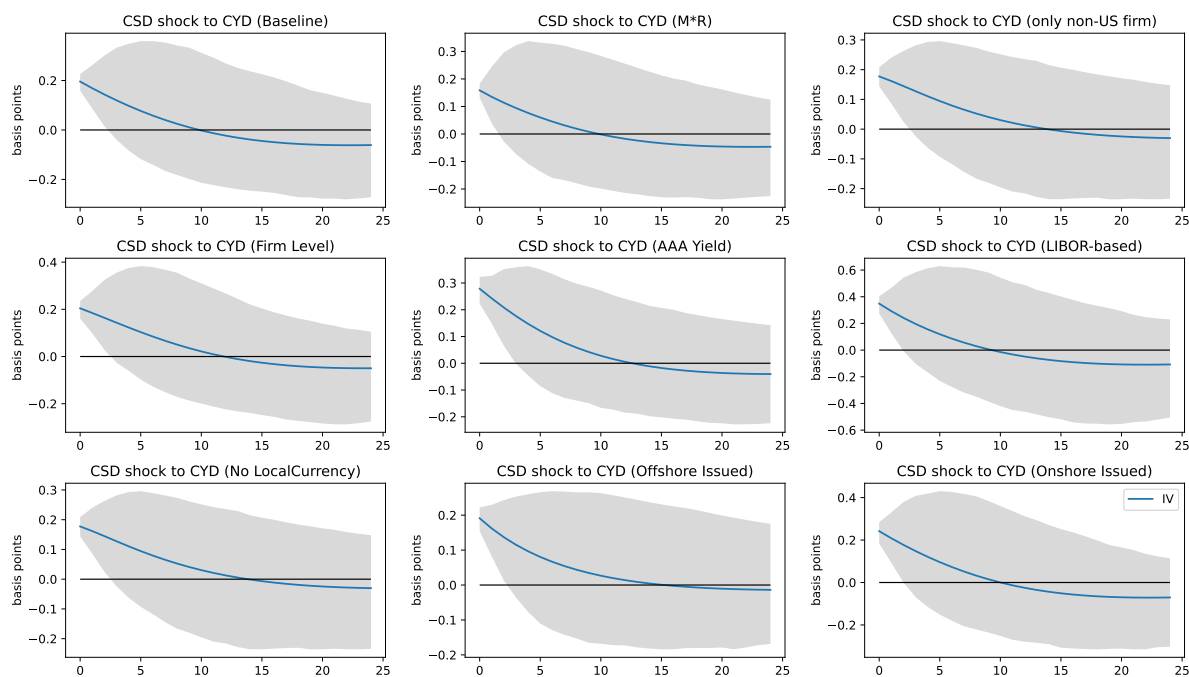 CSD shock to CYD (Baseline)
basis points
0.2
0.0
−0.2
0 5 10 15 20 25
CSD shock to CYD (M*R)
basis points
0.3
0.2
0.1
0.0
−0.1
−0.2
0 5 10 15 20 25
CSD shock to CYD (only non-US firm)
basis points
0.3
0.2
0.1
0.0
−0.1
−0.2
0 5 10 15 20 25
CSD shock to CYD (Firm Level)
basis points
0.4
0.2
0.0
−0.2
0 5 10 15 20 25
CSD shock to CYD (AAA Yield)
basis points
0.3
0.2
0.1
0.0
−0.1
−0.2
0 5 10 15 20 25
CSD shock to CYD (LIBOR-based)
basis points
0.6
0.4
0.2
0.0
−0.2
−0.4
−0.6
0 5 10 15 20 25
CSD shock to CYD (No LocalCurrency)
basis points
0.3
0.2
0.1
0.0
−0.1
−0.2
0 5 10 15 20 25
CSD shock to CYD (Offshore Issued)
basis points
0.2
0.1
0.0
−0.1
−0.2
0 5 10 15 20 25
CSD shock to CYD (Onshore Issued)
basis points
IV
0.4
0.2
0.0
−0.2
0 5 10 15 20 25